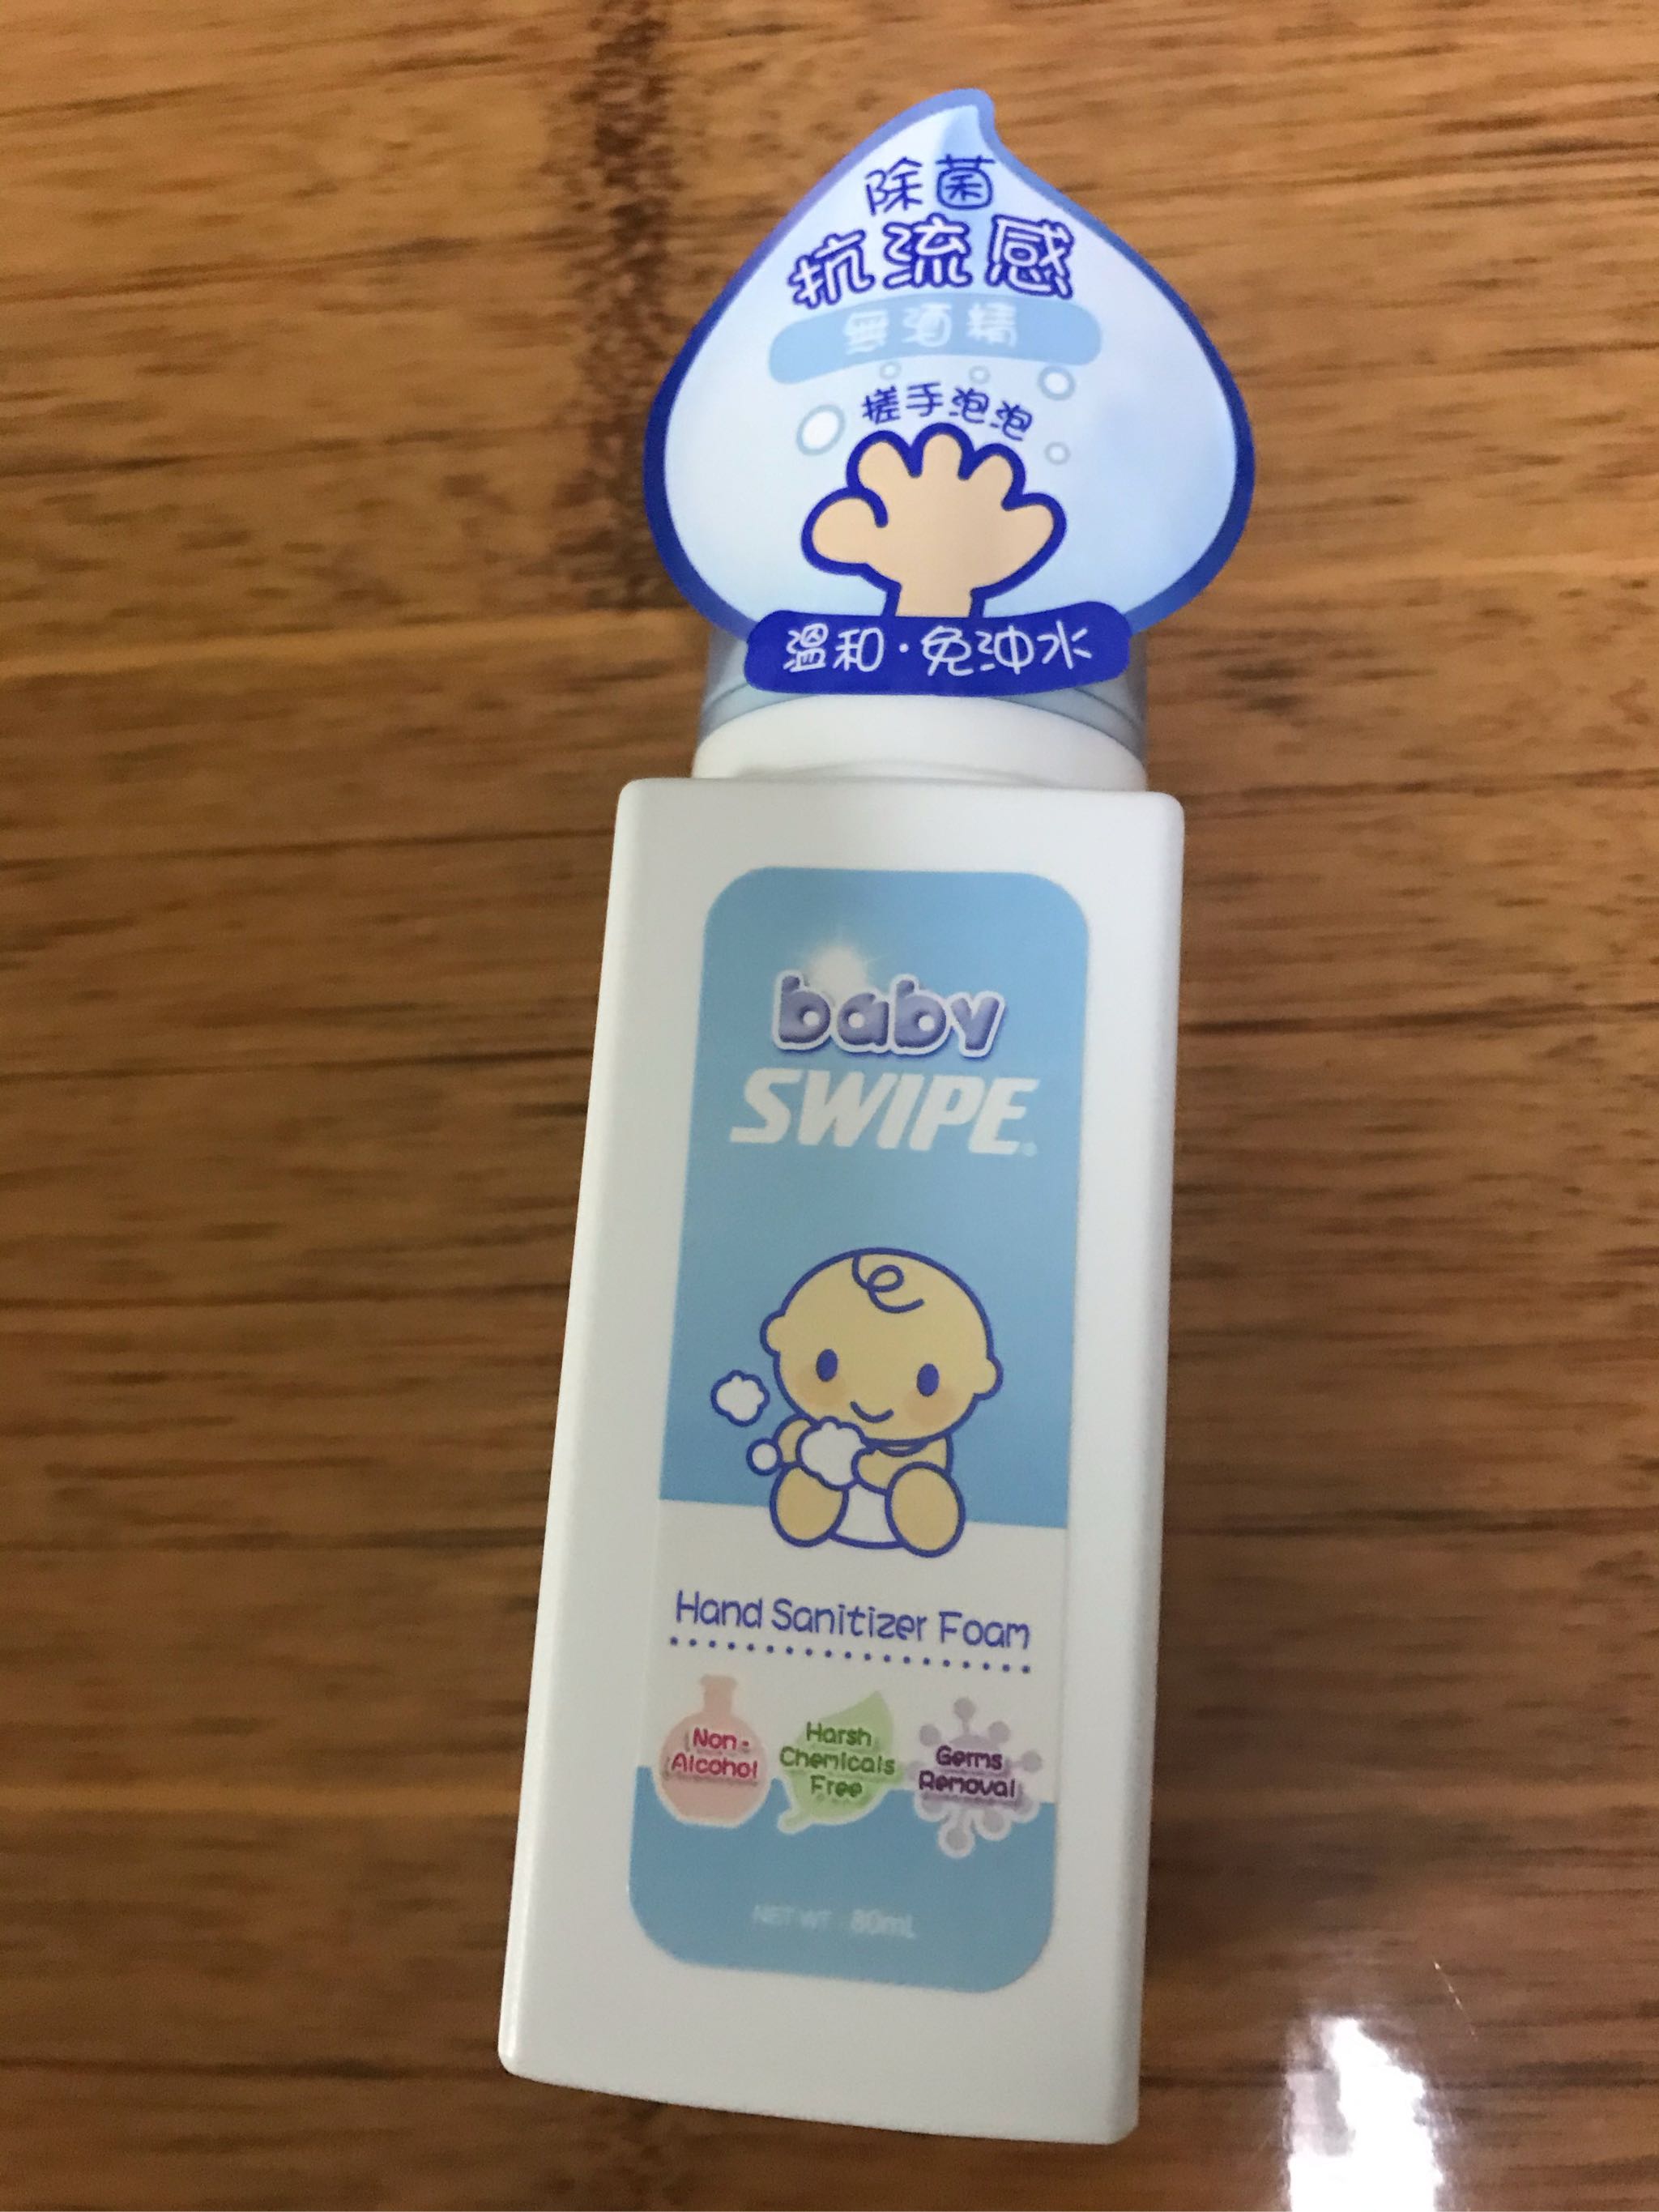 除菌
抗流感
無酒精
搓手泡泡
溫和·免沖水
baby
SWIPE®
Hand Sanitizer Foam
Non-
Alcohol
Harsh
Chemicals
Free
Germs
Removal
NET WT : 80mL